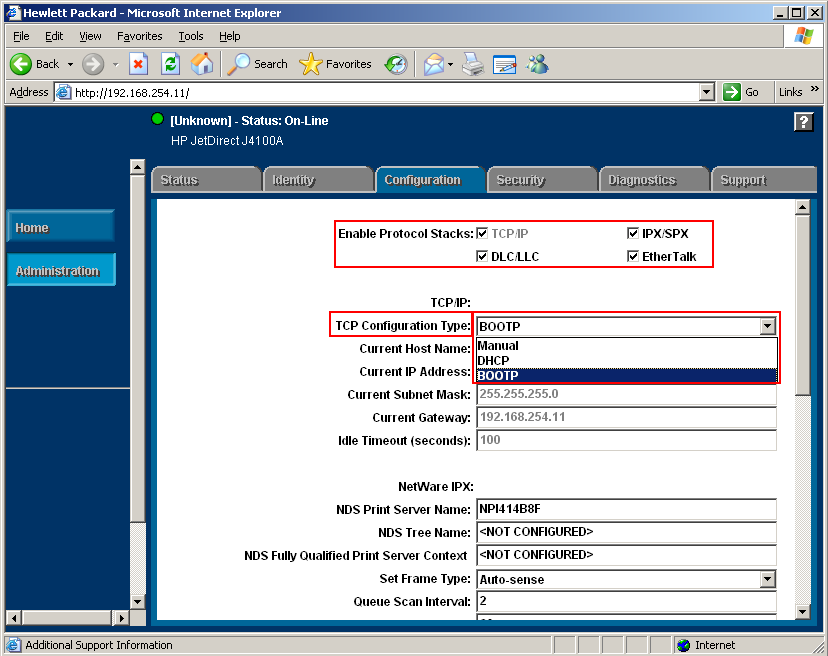 Hewlett Packard - Microsoft Internet Explorer
File Edit View Favorites Tools Help
Back Search Favorites
Address http://192.168.254.11/ Go Links »
[Unknown] - Status: On-Line
?
HP JetDirect J4100A
Status Identity Configuration Security Diagnostics Support
Home
Administration
Enable Protocol Stacks: TCP/IP IPX/SPX
DLC/LLC EtherTalk
TCP/IP:
TCP Configuration Type: BOOTP
Current Host Name: Manual
DHCP
Current IP Address: BOOTP
Current Subnet Mask: 255.255.255.0
Current Gateway: 192.168.254.11
Idle Timeout (seconds): 100
NetWare IPX:
NDS Print Server Name: NPI414B8F
NDS Tree Name: <NOT CONFIGURED>
NDS Fully Qualified Print Server Context <NOT CONFIGURED>
Set Frame Type: Auto-sense
Queue Scan Interval: 2
Additional Support Information Internet